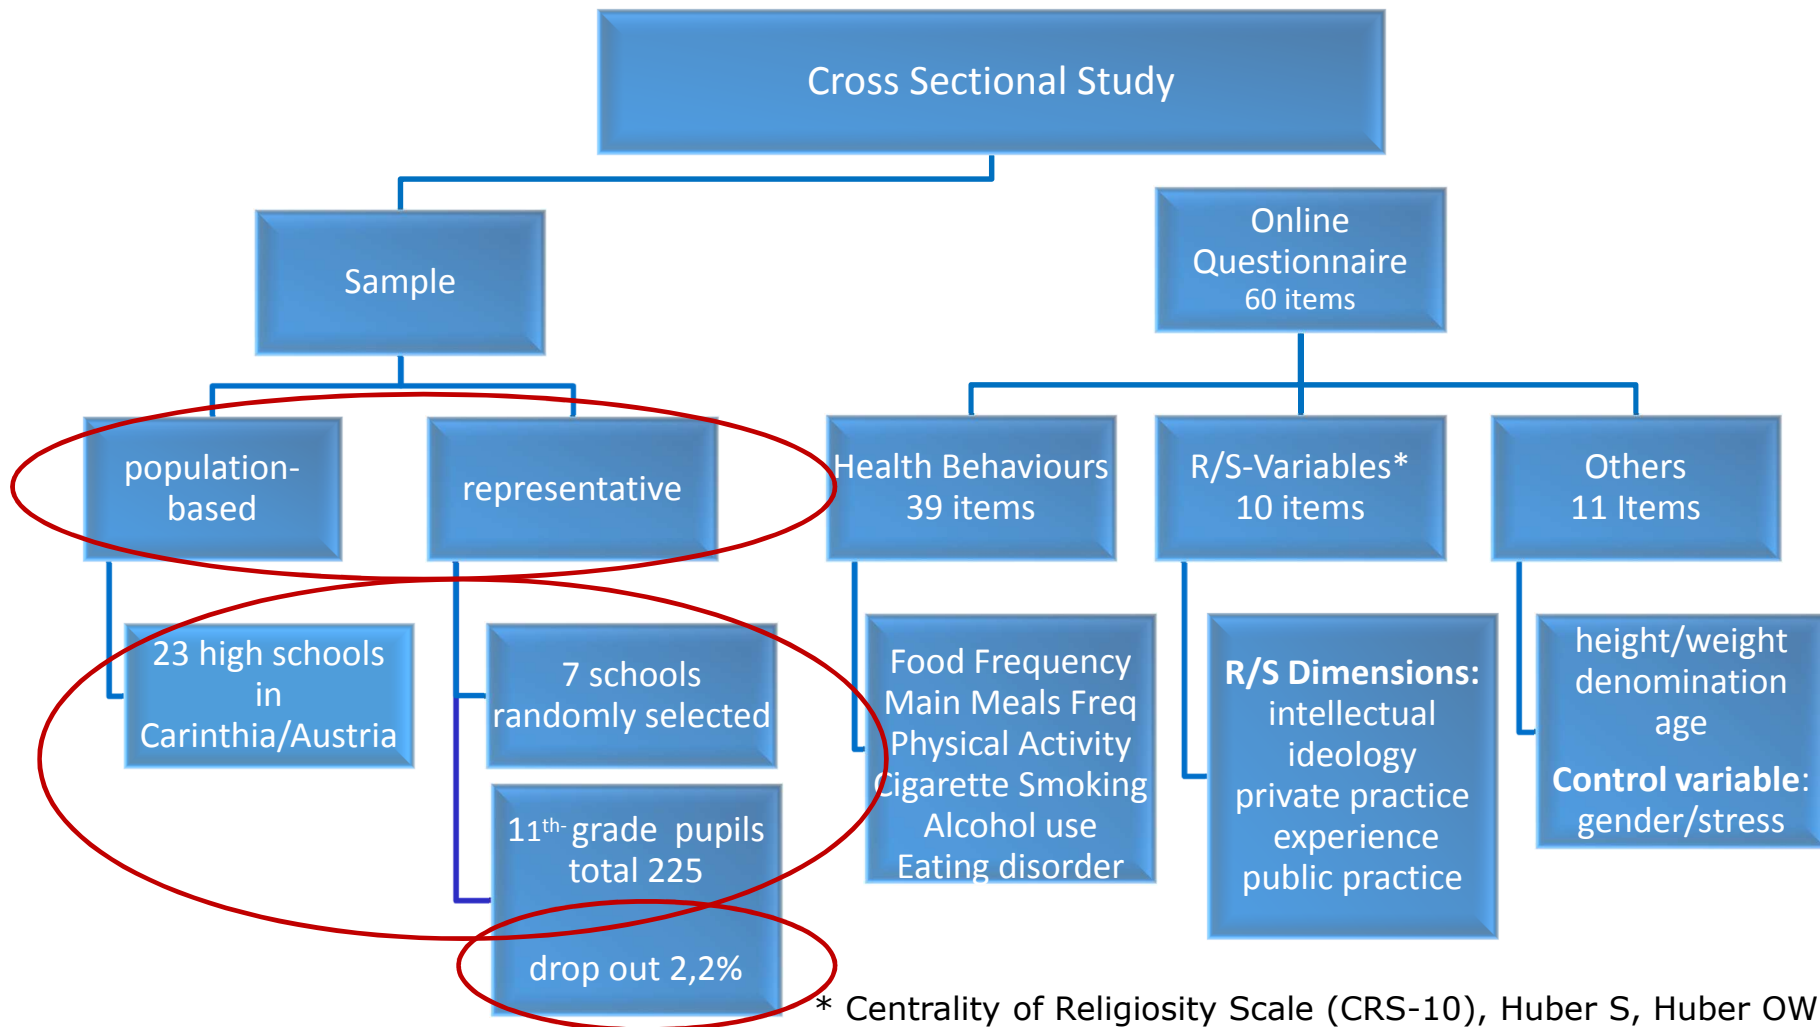 Cross Sectional Study
Sample
Online
Questionnaire
60 items
population-
based
representative
Health Behaviours
39 items
R/S-Variables*
10 items
Others
11 Items
23 high schools
in
Carinthia/Austria
7 schools
randomly selected
11th- grade pupils
total 225
drop out 2,2%
Food Frequency
Main Meals Freq
Physical Activity
Cigarette Smoking
Alcohol use
Eating disorder
R/S Dimensions:
intellectual
ideology
private practice
experience
public practice
height/weight
denomination
age
Control variable:
gender/stress
* Centrality of Religiosity Scale (CRS-10), Huber S, Huber OW